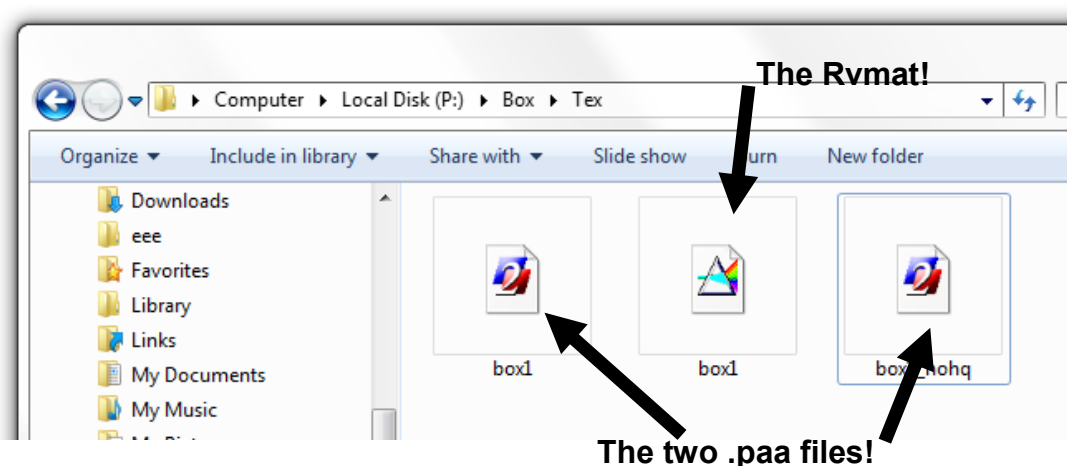 The Rvmat!
Computer ▸ Local Disk (P:) ▸ Box ▸ Tex
Organize Include in library Share with Slide show New folder
Downloads
eee
Favorites
Library
Links
My Documents
My Music
box1
box1
The two .paa files!